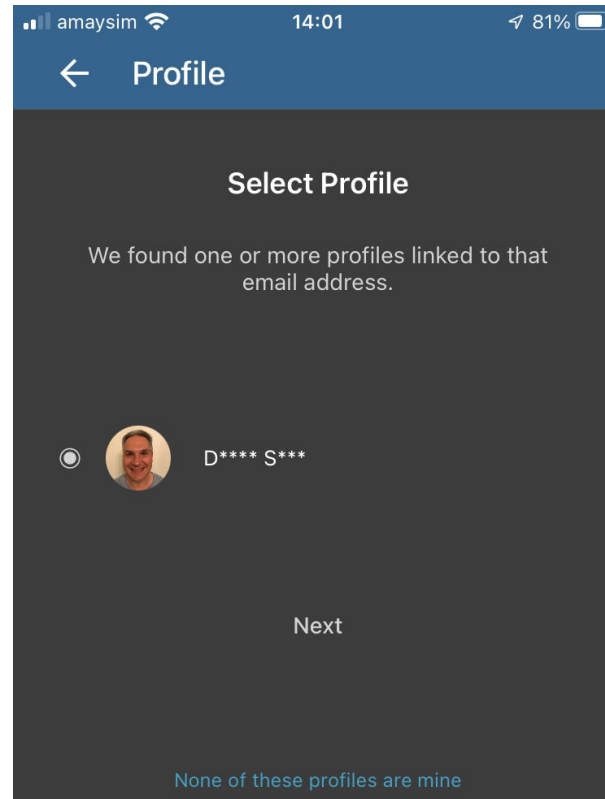 amaysim 14:01 81%
Profile
Select Profile
We found one or more profiles linked to that
email address.
D**** S***
Next
None of these profiles are mine